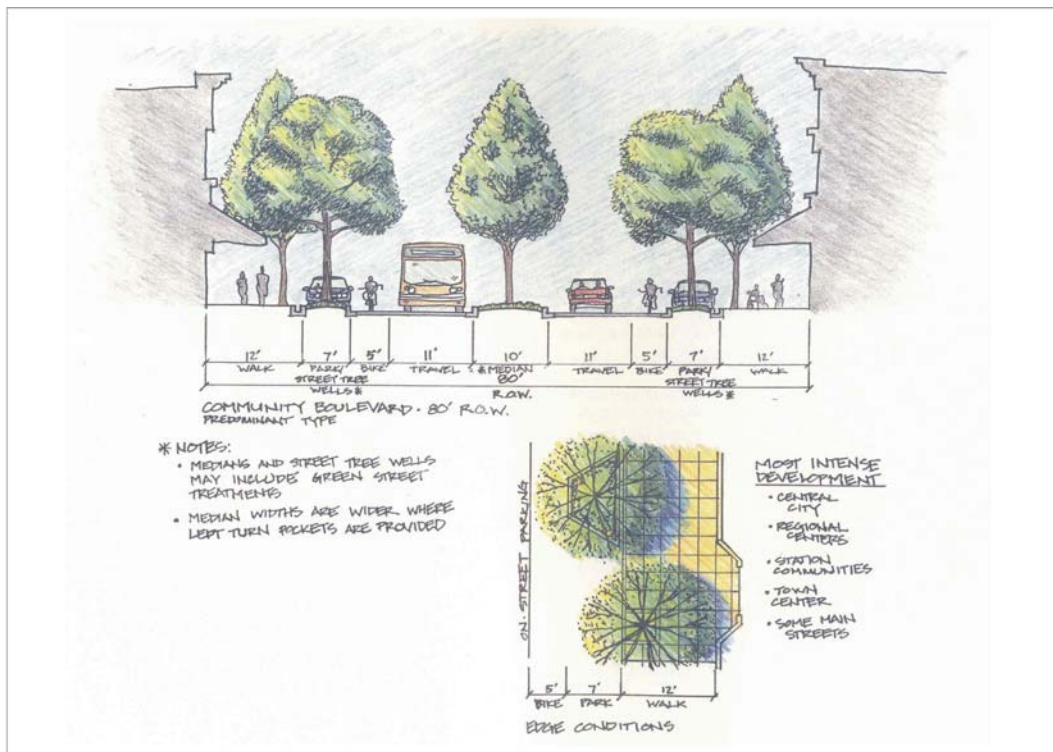 12' 7' 5' 11' 10' 11' 5' 7' 12'
WALK PARK/ BIKE TRAVEL * MEDIAN TRAVEL BIKE PARK/ WALK
STREET TREE 80' STREET TREE
WELLS * R.O.W. WELLS *
COMMUNITY BOULEVARD - 80' R.O.W.
PREDOMINANT TYPE
* NOTES:
• MEDIANS AND STREET TREE WELLS
MAY INCLUDE GREEN STREET
TREATMENTS
• MEDIAN WIDTHS ARE WIDER WHERE
LEFT TURN POCKETS ARE PROVIDED
ON-STREET PARKING
5' 7' 12'
BIKE PARK WALK
EDGE CONDITIONS
MOST INTENSE
DEVELOPMENT
• CENTRAL
CITY
• REGIONAL
CENTERS
• STATION
COMMUNITIES
• TOWN
CENTER
• SOME MAIN
STREETS